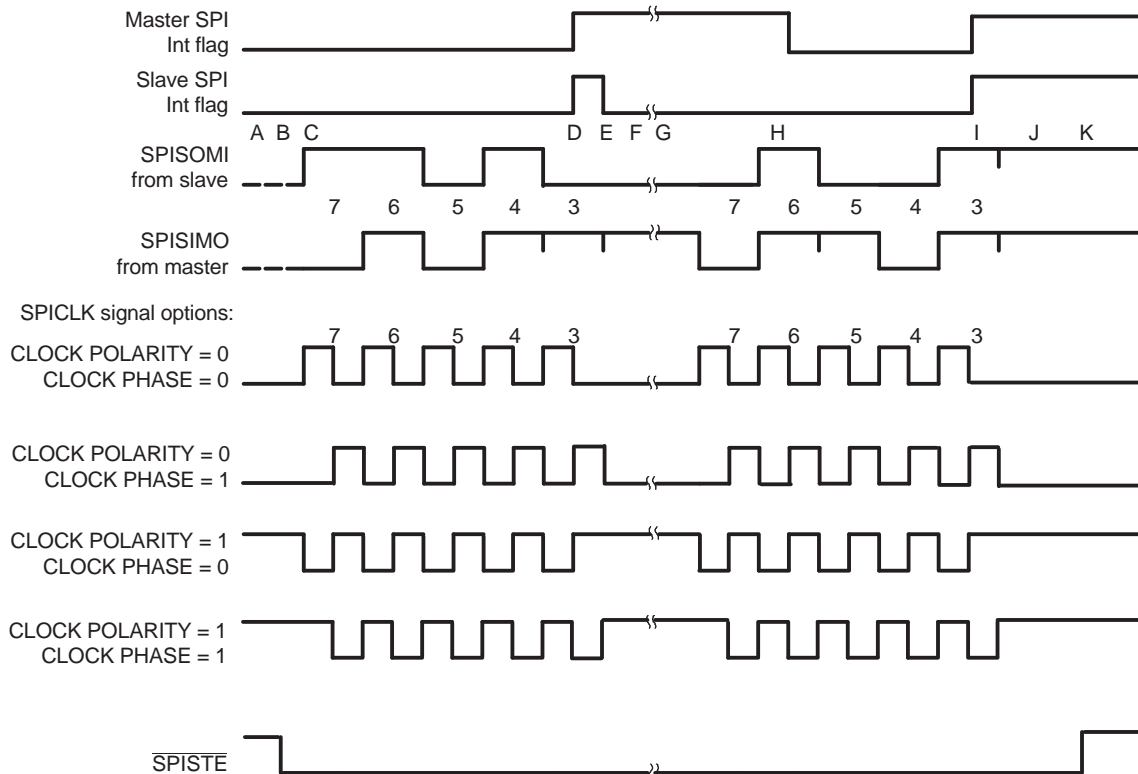 Master SPI
Int flag
Slave SPI
Int flag
A B C D E F G H I J K
SPISOMI
from slave
7 6 5 4 3 7 6 5 4 3
SPISIMO
from master
SPICLK signal options:
7 6 5 4 3 7 6 5 4 3
CLOCK POLARITY = 0
CLOCK PHASE = 0
CLOCK POLARITY = 0
CLOCK PHASE = 1
CLOCK POLARITY = 1
CLOCK PHASE = 0
CLOCK POLARITY = 1
CLOCK PHASE = 1
SPISTE